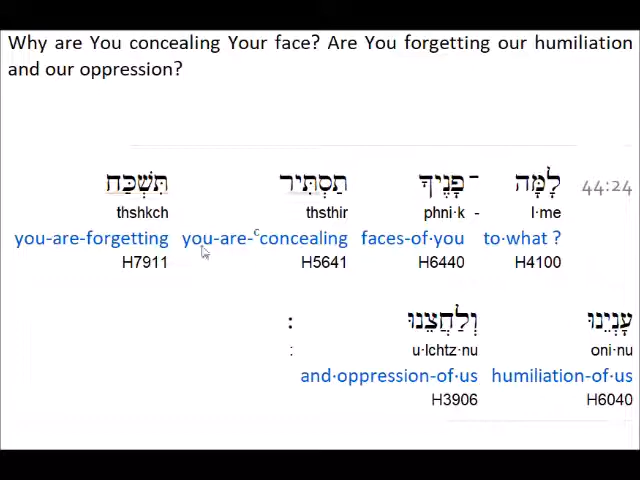 Why are You concealing Your face? Are You forgetting our humiliation
and our oppression?
44:24 לָמָּה ־ פָנֶיךָ תַסְתִּיר תִּשְׁכַּח
thshkch thsthir phni·k - l·me
you-are-forgetting you-are-ᶜconcealing faces-of·you to·what ?
H7911 H5641 H6440 H4100
עָנְיֵנוּ וְלַחֲצֵנוּ :
: u·lchtz·nu oni·nu
and·oppression-of·us humiliation-of·us
H3906 H6040